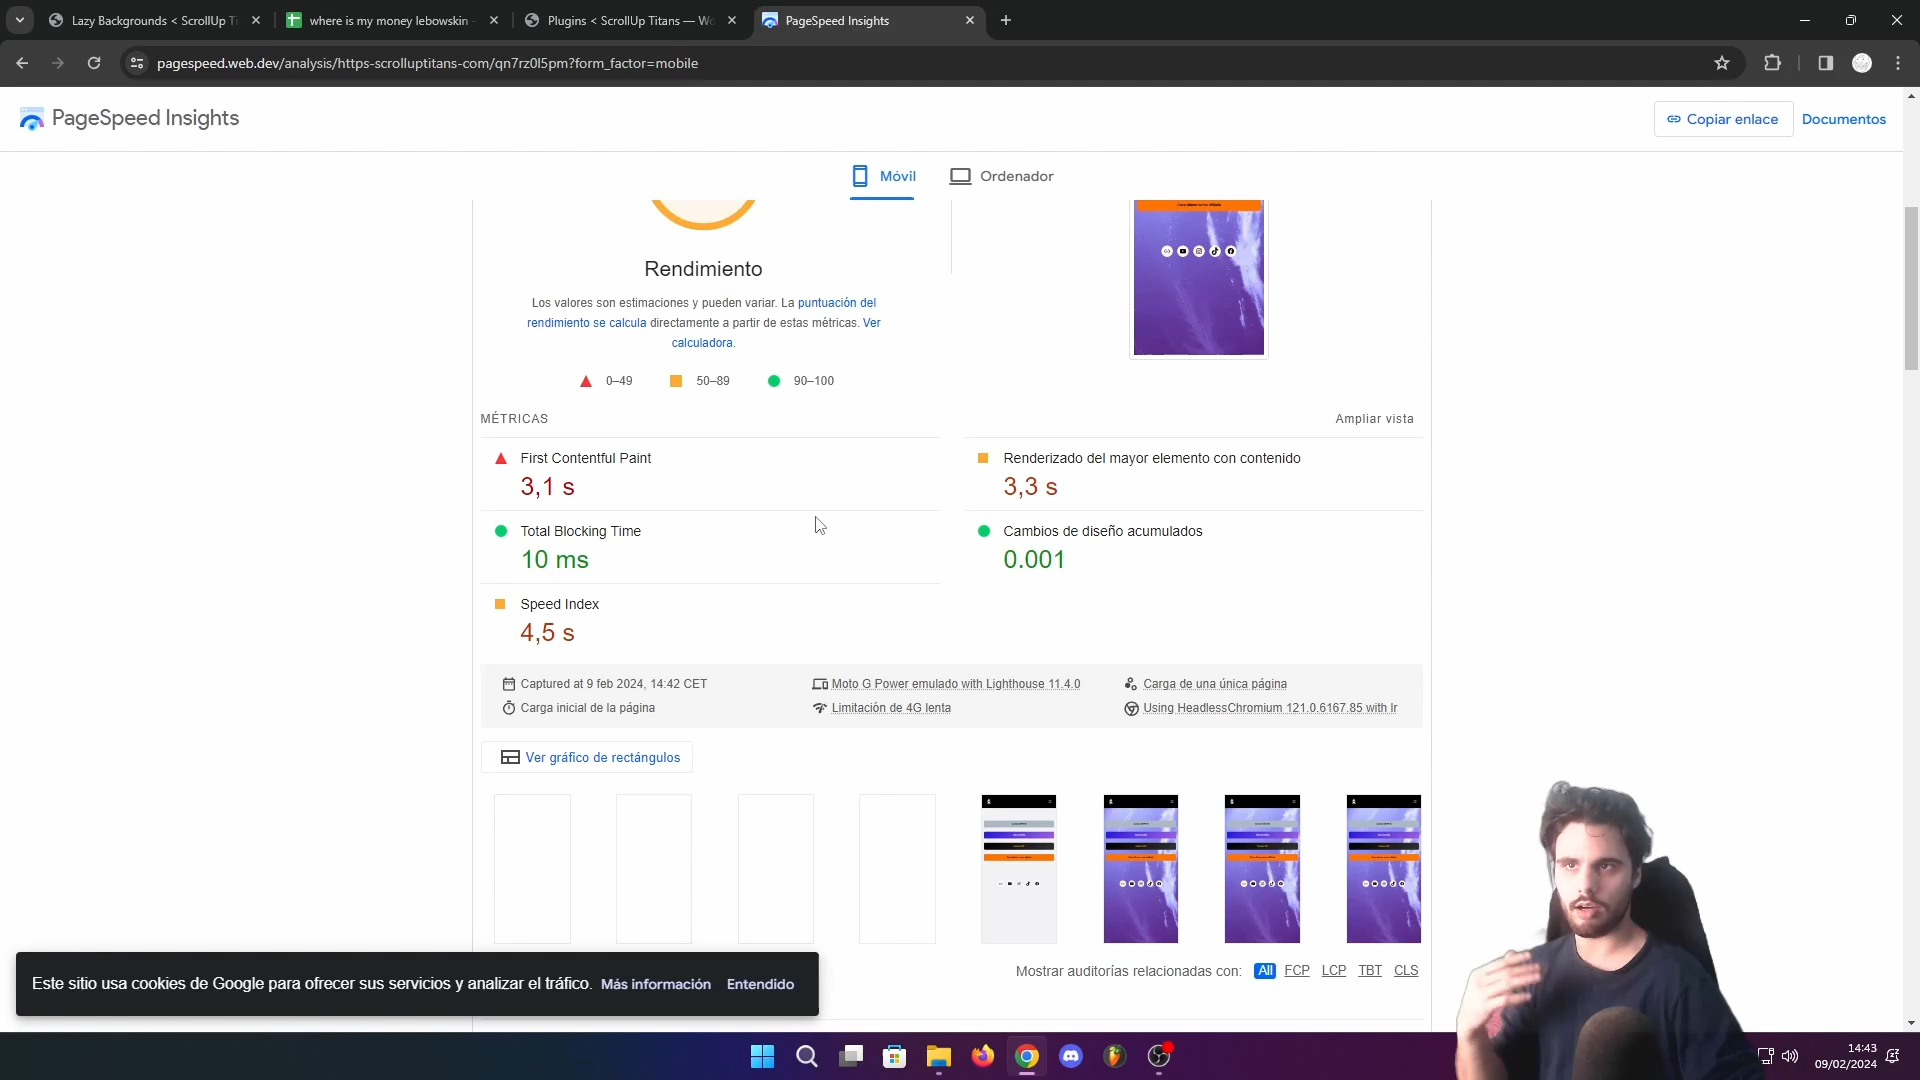 Lazy Backgrounds < ScrollUp Ti
where is my money lebowskin -
Plugins < ScrollUp Titans — Wo
PageSpeed Insights
pagespeed.web.dev/analysis/https-scrolluptitans-com/qn7rz0l5pm?form_factor=mobile
PageSpeed Insights
Copiar enlace
Documentos
Móvil
Ordenador
Rendimiento
Los valores son estimaciones y pueden variar. La puntuación del
rendimiento se calcula directamente a partir de estas métricas. Ver
calculadora.
0–49
50–89
90–100
MÉTRICAS
Ampliar vista
First Contentful Paint
3,1 s
Renderizado del mayor elemento con contenido
3,3 s
Total Blocking Time
10 ms
Cambios de diseño acumulados
0.001
Speed Index
4,5 s
Captured at 9 feb 2024, 14:42 CET
Moto G Power emulado with Lighthouse 11.4.0
Carga de una única página
Carga inicial de la página
Limitación de 4G lenta
Using HeadlessChromium 121.0.6167.85 with lr
Ver gráfico de rectángulos
Mostrar auditorías relacionadas con:
All
FCP
LCP
TBT
CLS
Este sitio usa cookies de Google para ofrecer sus servicios y analizar el tráfico.
Más información
Entendido
14:43
09/02/2024